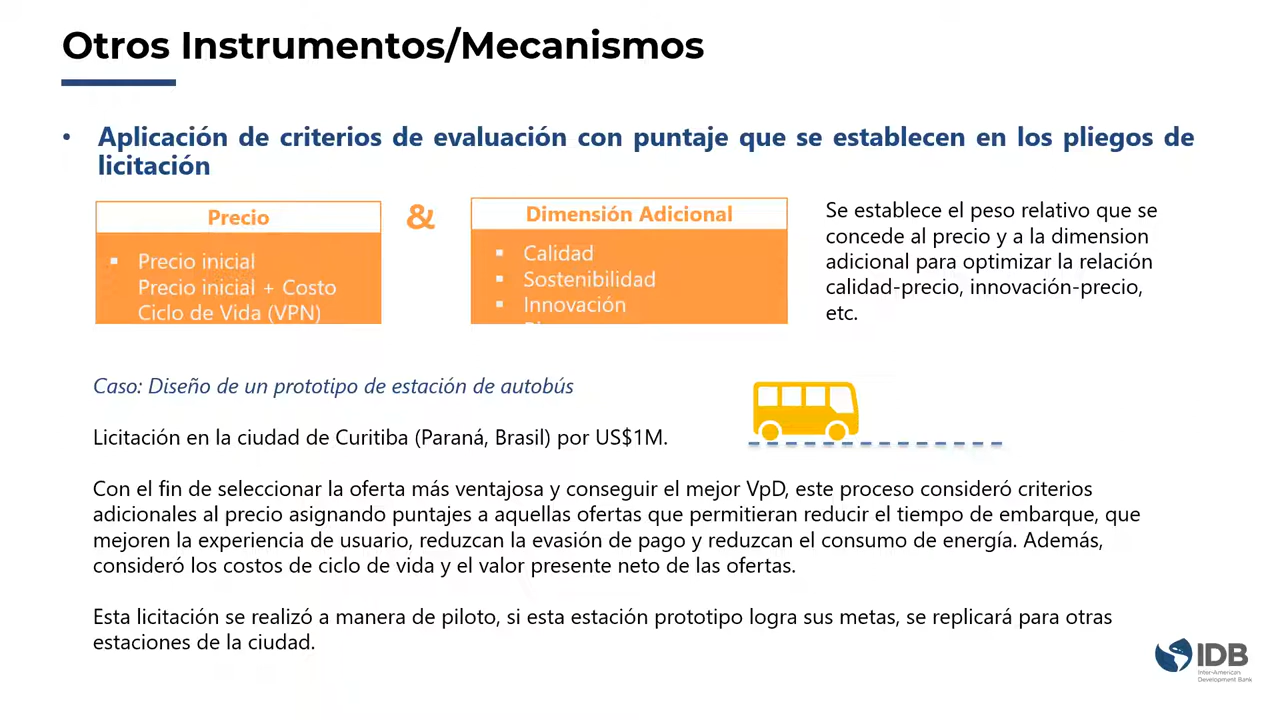 Otros Instrumentos/Mecanismos
• Aplicación de criterios de evaluación con puntaje que se establecen en los pliegos de
licitación
Precio
▪ Precio inicial
Precio inicial + Costo
Ciclo de Vida (VPN)
&
Dimensión Adicional
▪ Calidad
▪ Sostenibilidad
▪ Innovación
Se establece el peso relativo que se
concede al precio y a la dimension
adicional para optimizar la relación
calidad-precio, innovación-precio,
etc.
Caso: Diseño de un prototipo de estación de autobús
Licitación en la ciudad de Curitiba (Paraná, Brasil) por US$1M.
Con el fin de seleccionar la oferta más ventajosa y conseguir el mejor VpD, este proceso consideró criterios
adicionales al precio asignando puntajes a aquellas ofertas que permitieran reducir el tiempo de embarque, que
mejoren la experiencia de usuario, reduzcan la evasión de pago y reduzcan el consumo de energía. Además,
consideró los costos de ciclo de vida y el valor presente neto de las ofertas.
Esta licitación se realizó a manera de piloto, si esta estación prototipo logra sus metas, se replicará para otras
estaciones de la ciudad.
IDB
Inter-American
Development Bank